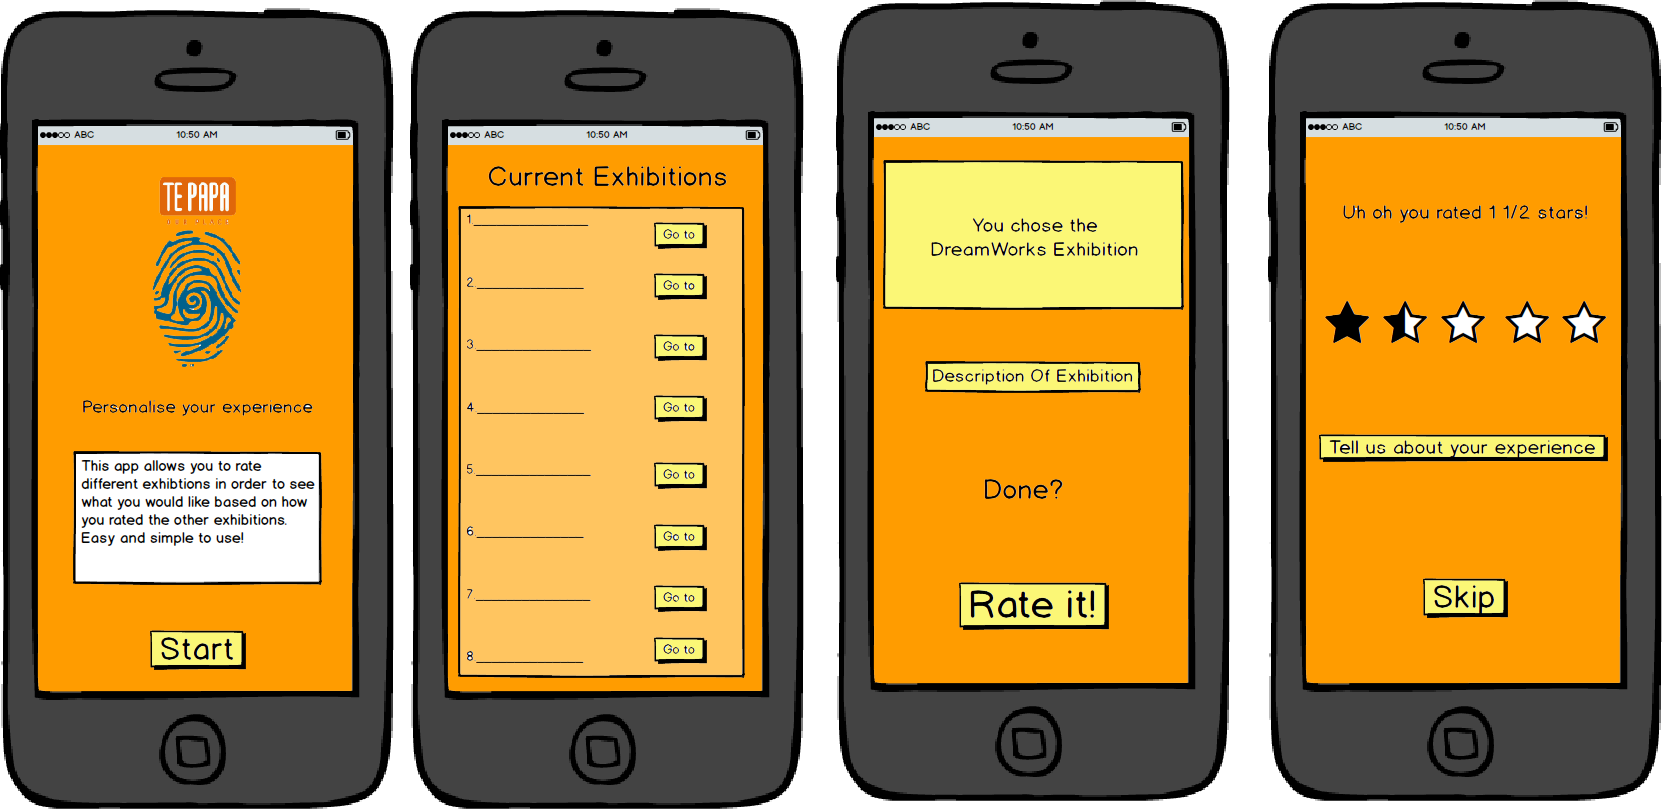 ABC 10:50 AM
TE PAPA
OUR PLACE
Personalise your experience
This app allows you to rate
different exhibtions in order to see
what you would like based on how
you rated the other exhibitions.
Easy and simple to use!
Start
ABC 10:50 AM
Current Exhibitions
1 Go to
2 Go to
3 Go to
4 Go to
5 Go to
6 Go to
7 Go to
8 Go to
ABC 10:50 AM
You chose the
DreamWorks Exhibition
Description Of Exhibition
Done?
Rate it!
ABC 10:50 AM
Uh oh you rated 1 1/2 stars!
Tell us about your experience
Skip